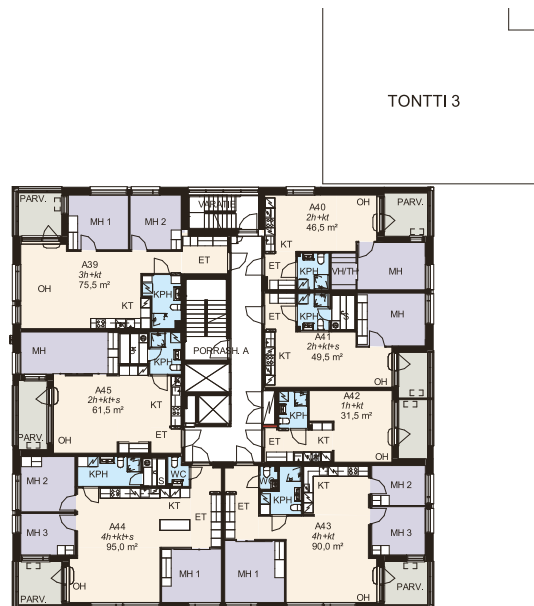 TONTTI 3
PARV.
MH 1
MH 2
VARATIE
A40
2h+kt
46,5 m²
OH
PARV.
KT
ET
ET
KPH
VH/TH
MH
A39
3h+kt
75,5 m²
OH
KT
KPH
KPH
S
MH
PORRASH. A
A41
2h+kt+s
49,5 m²
KT
OH
MH
S
KPH
A45
2h+kt+s
61,5 m²
KT
ET
OH
PARV.
A42
1h+kt
31,5 m²
KPH
KT
ET
OH
MH 2
KPH
S
WC
KT
ET
MH 3
A44
4h+kt+s
95,0 m²
OH
PARV.
MH 1
WC
KPH
KT
ET
MH 2
MH 3
A43
4h+kt
90,0 m²
MH 1
OH
PARV.